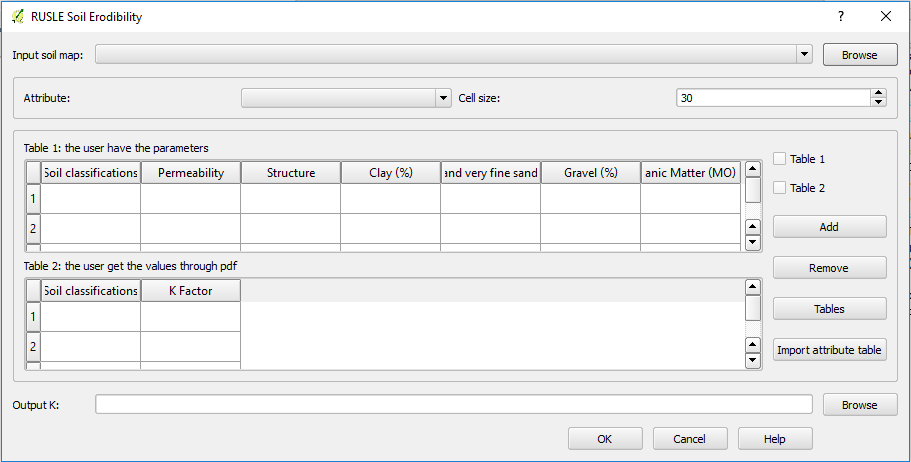 RUSLE Soil Erodibility ?
Input soil map: Browse
Attribute: Cell size: 30
Table 1: the user have the parameters
Soil classifications Permeability Structure Clay (%) and very fine sand Gravel (%) anic Matter (MO)
1
2
Table 1
Table 2
Add
Table 2: the user get the values through pdf
Remove
Soil classifications K Factor
1
2
Tables
Import attribute table
Output K: Browse
OK Cancel Help